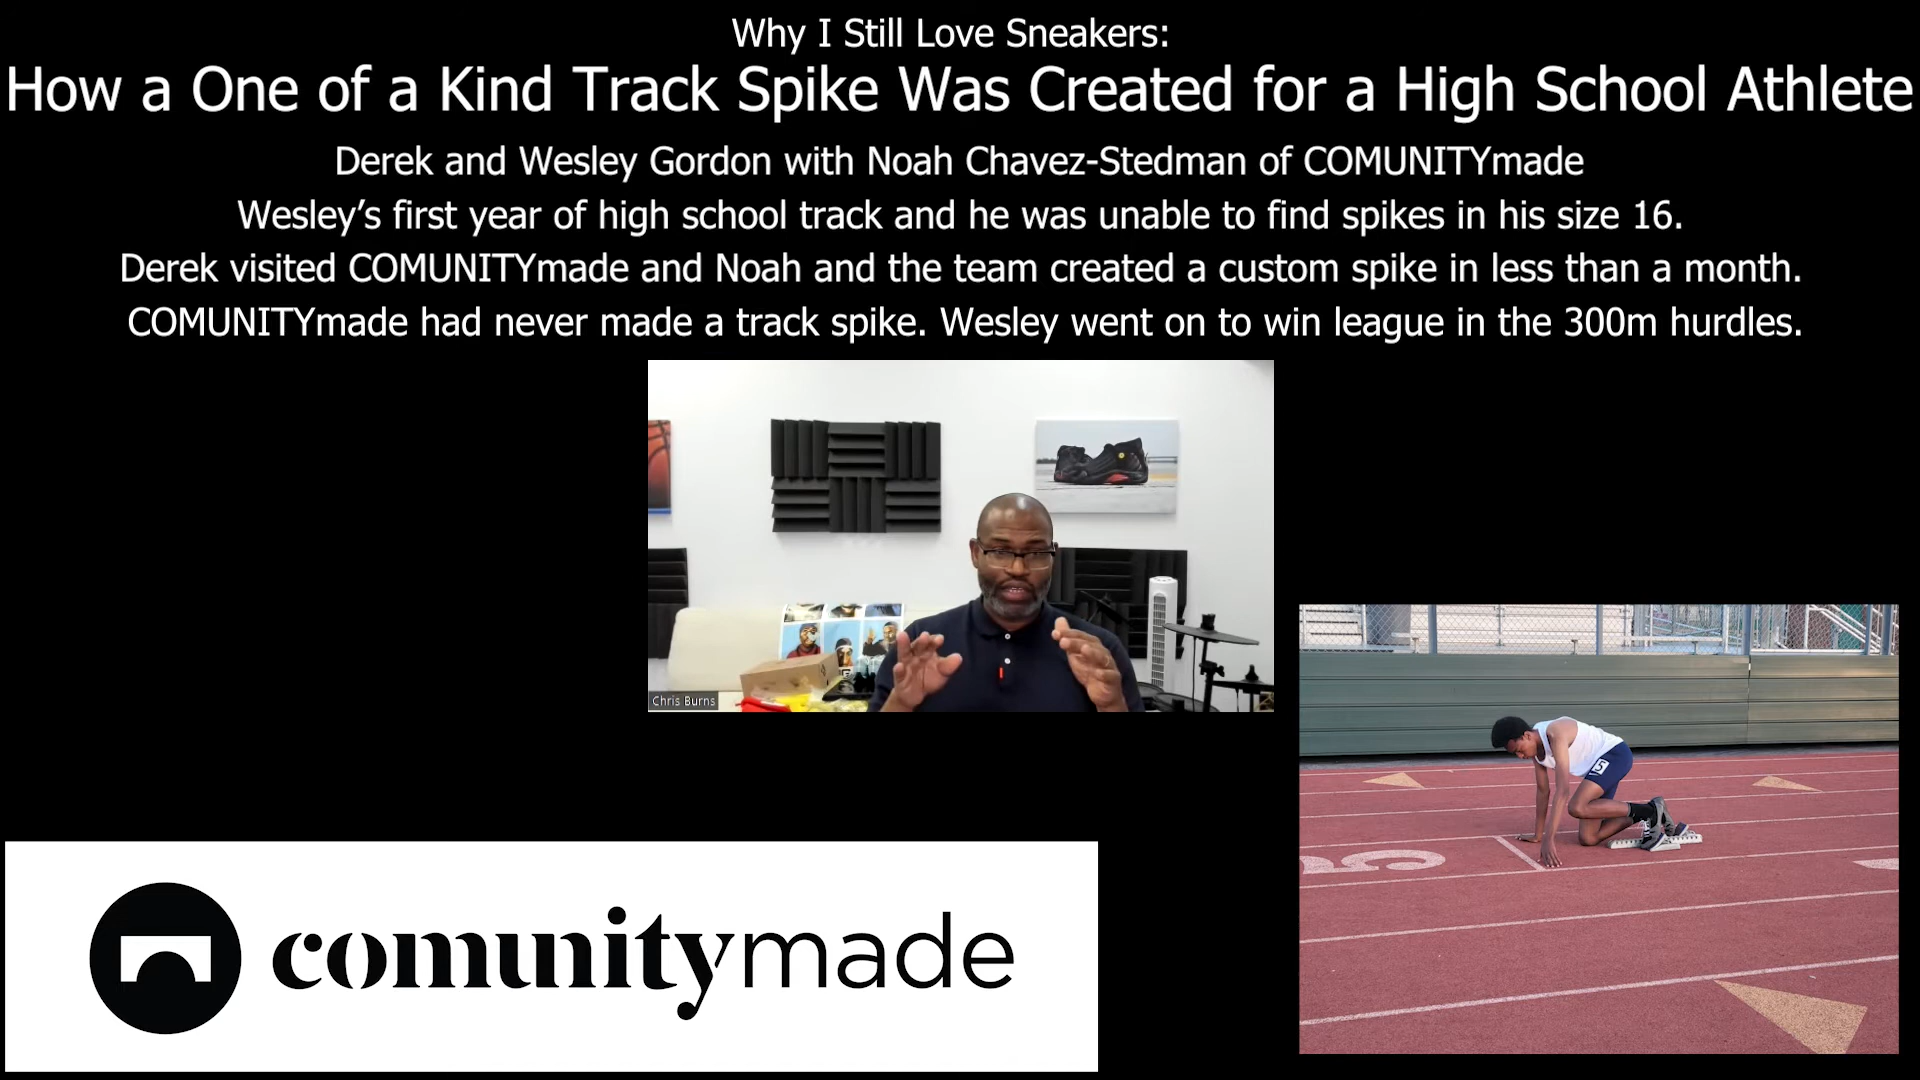 Why I Still Love Sneakers:
How a One of a Kind Track Spike Was Created for a High School Athlete
Derek and Wesley Gordon with Noah Chavez-Stedman of COMUNITYmade
Wesley’s first year of high school track and he was unable to find spikes in his size 16.
Derek visited COMUNITYmade and Noah and the team created a custom spike in less than a month.
COMUNITYmade had never made a track spike. Wesley went on to win league in the 300m hurdles.
Chris Burns
5
5
comunitymade